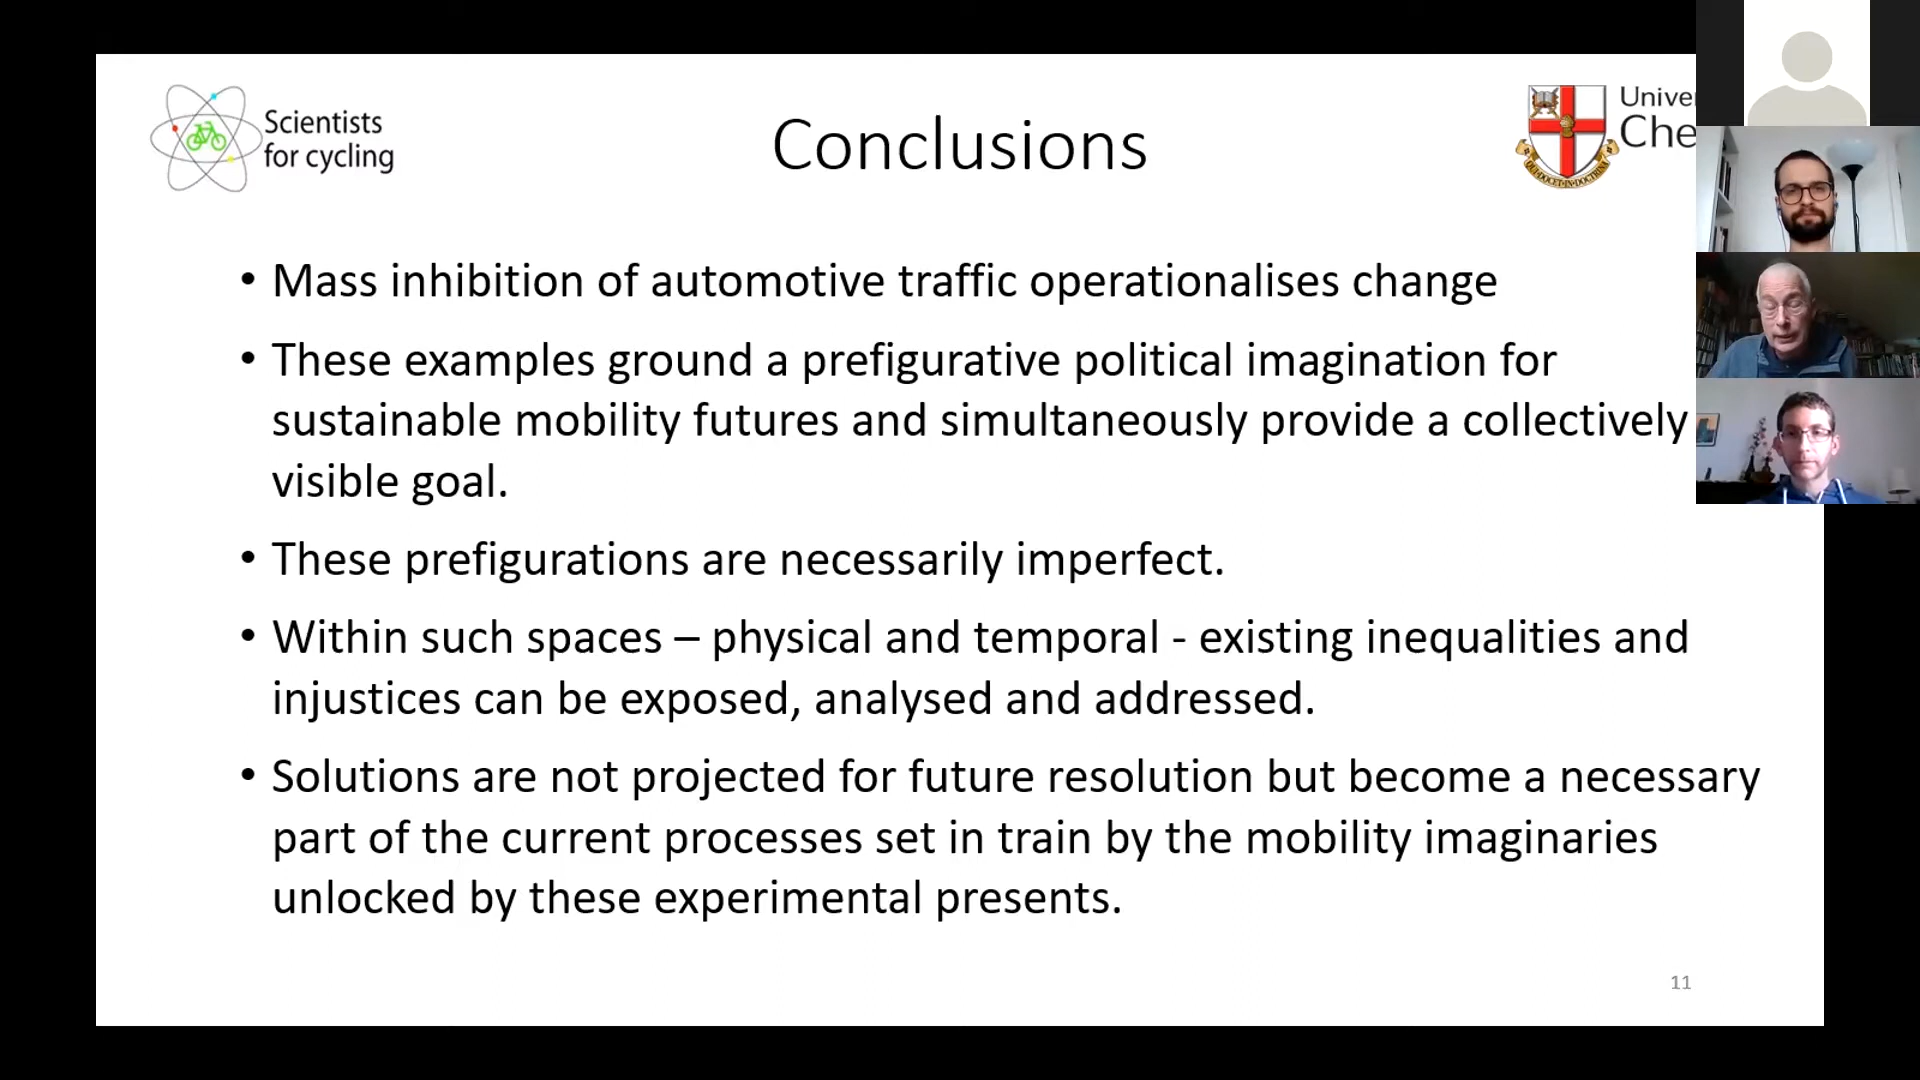 Scientists
for cycling
Conclusions
• Mass inhibition of automotive traffic operationalises change
• These examples ground a prefigurative political imagination for
sustainable mobility futures and simultaneously provide a collectively
visible goal.
• These prefigurations are necessarily imperfect.
• Within such spaces – physical and temporal - existing inequalities and
injustices can be exposed, analysed and addressed.
• Solutions are not projected for future resolution but become a necessary
part of the current processes set in train by the mobility imaginaries
unlocked by these experimental presents.
11